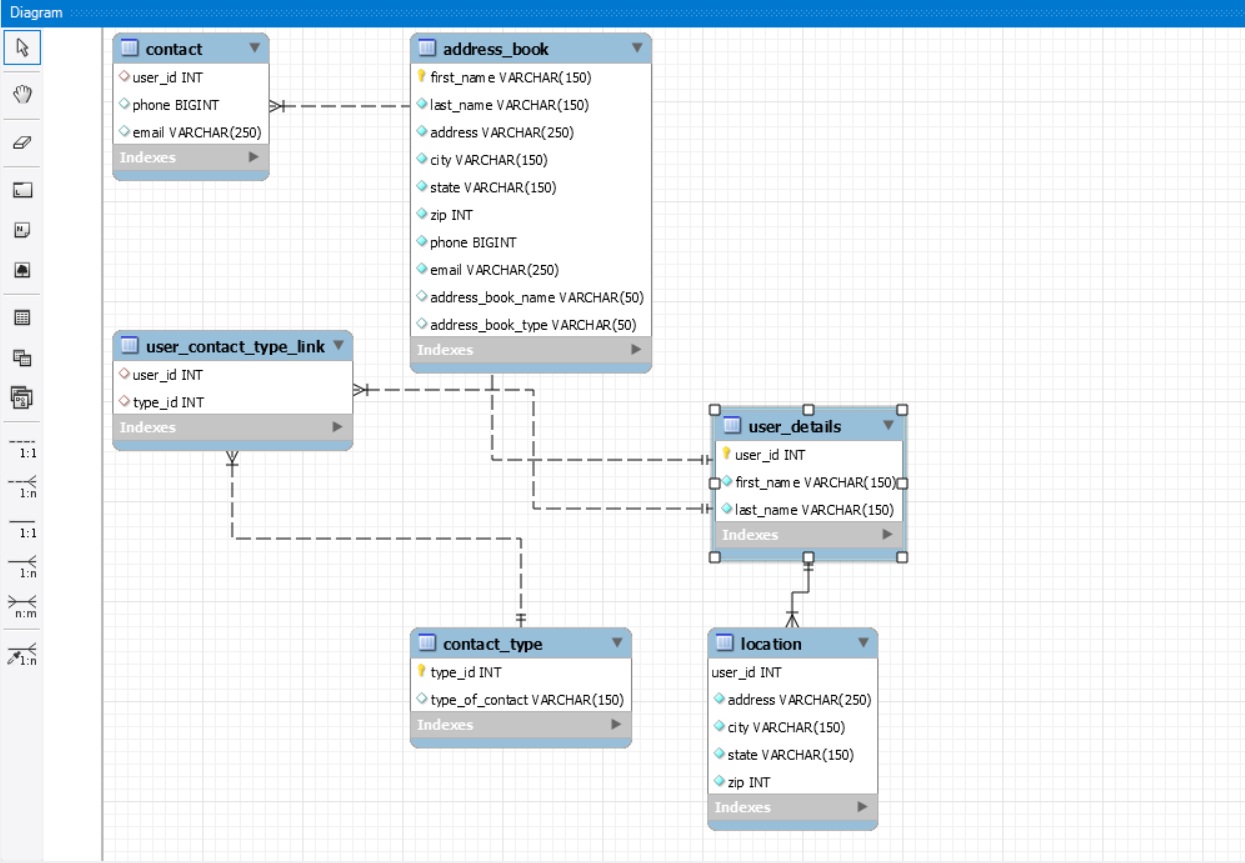 Diagram
contact
user_id INT
phone BIGINT
email VARCHAR(250)
Indexes
address_book
first_name VARCHAR(150)
last_name VARCHAR(150)
address VARCHAR(250)
city VARCHAR(150)
state VARCHAR(150)
zip INT
phone BIGINT
email VARCHAR(250)
address_book_name VARCHAR(50)
address_book_type VARCHAR(50)
Indexes
user_contact_type_link
user_id INT
type_id INT
Indexes
user_details
user_id INT
first_name VARCHAR(150)
last_name VARCHAR(150)
Indexes
contact_type
type_id INT
type_of_contact VARCHAR(150)
Indexes
location
user_id INT
address VARCHAR(250)
city VARCHAR(150)
state VARCHAR(150)
zip INT
Indexes
1:1
1:n
1:1
1:n
n:m
1:n